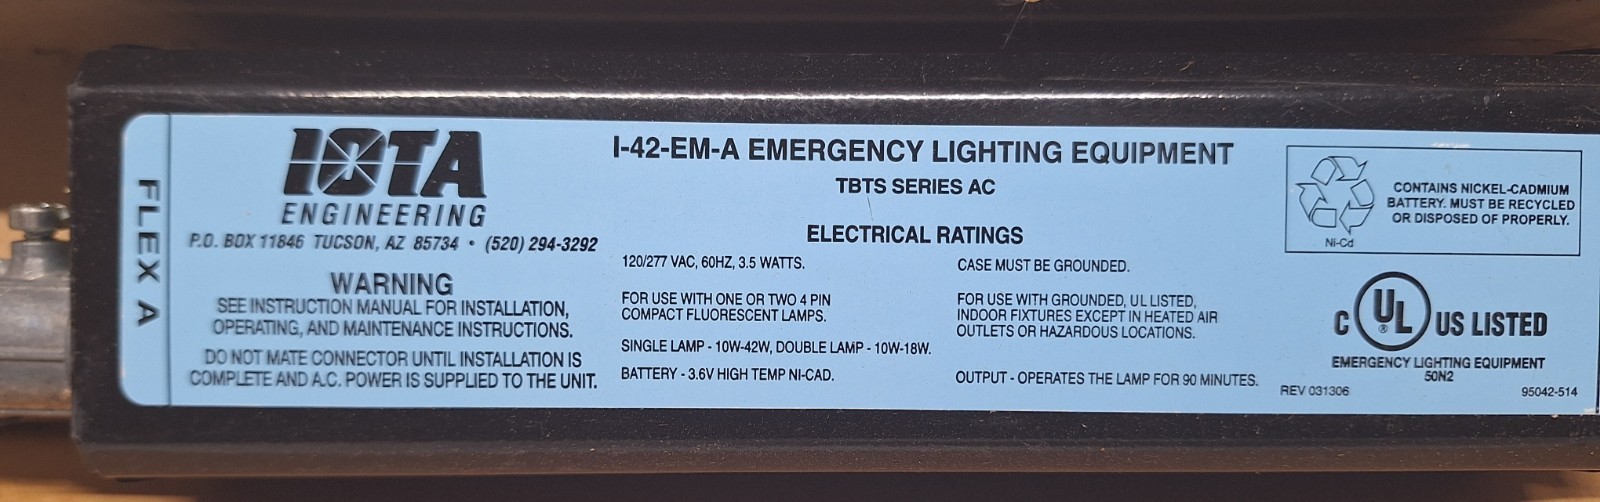 FLEX A
IOTA
ENGINEERING
P.O. BOX 11846 TUCSON, AZ 85734 • (520) 294-3292
WARNING
SEE INSTRUCTION MANUAL FOR INSTALLATION,
OPERATING, AND MAINTENANCE INSTRUCTIONS.
DO NOT MATE CONNECTOR UNTIL INSTALLATION IS
COMPLETE AND A.C. POWER IS SUPPLIED TO THE UNIT.
I-42-EM-A EMERGENCY LIGHTING EQUIPMENT
TBTS SERIES AC
ELECTRICAL RATINGS
120/277 VAC, 60HZ, 3.5 WATTS.
FOR USE WITH ONE OR TWO 4 PIN
COMPACT FLUORESCENT LAMPS.
SINGLE LAMP - 10W-42W, DOUBLE LAMP - 10W-18W.
BATTERY - 3.6V HIGH TEMP NI-CAD.
CASE MUST BE GROUNDED.
FOR USE WITH GROUNDED, UL LISTED,
INDOOR FIXTURES EXCEPT IN HEATED AIR
OUTLETS OR HAZARDOUS LOCATIONS.
OUTPUT - OPERATES THE LAMP FOR 90 MINUTES.
Ni-Cd
CONTAINS NICKEL-CADMIUM
BATTERY. MUST BE RECYCLED
OR DISPOSED OF PROPERLY.
C UL ® US LISTED
EMERGENCY LIGHTING EQUIPMENT
50N2
REV 031306
95042-514